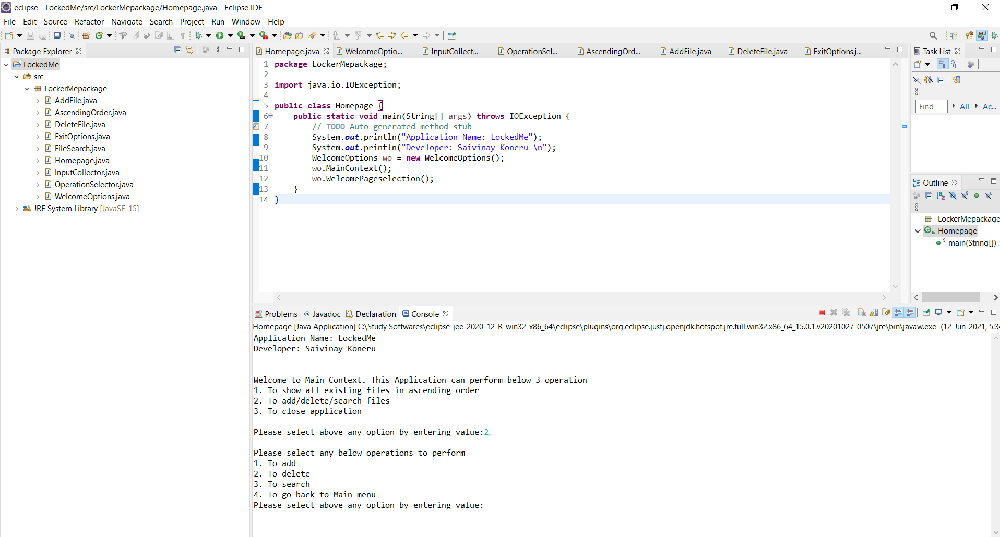 eclipse - LockedMe/src/LockerMepackage/Homepage.java - Eclipse IDE
File Edit Source Refactor Navigate Search Project Run Window Help
Package Explorer
LockedMe
src
LockerMepackage
AddFile.java
AscendingOrder.java
DeleteFile.java
ExitOptions.java
FileSearch.java
Homepage.java
InputCollector.java
OperationSelector.java
WelcomeOptions.java
JRE System Library [JavaSE-15]
Homepage.java WelcomeOptio... InputCollect... OperationSel... AscendingOrd... AddFile.java DeleteFile.java ExitOptions.j...
1 package LockerMepackage;
2
3 import java.io.IOException;
4
5 public class Homepage {
6 public static void main(String[] args) throws IOException {
7 // TODO Auto-generated method stub
8 System.out.println("Application Name: LockedMe");
9 System.out.println("Developer: Saivinay Koneru \n");
10 WelcomeOptions wo = new WelcomeOptions();
11 wo.MainContext();
12 wo.WelcomePageselection();
13 }
14 }
Task List
Find All Ac...
Outline
LockerMepackage
Homepage
main(String[]) :
Problems Javadoc Declaration Console
Homepage [Java Application] C:\Study Softwares\eclipse-jee-2020-12-R-win32-x86_64\eclipse\plugins\org.eclipse.justj.openjdk.hotspot.jre.full.win32.x86_64_15.0.1.v20201027-0507\jre\bin\javaw.exe (12-Jun-2021, 5:34
Application Name: LockedMe
Developer: Saivinay Koneru
Welcome to Main Context. This Application can perform below 3 operation
1. To show all existing files in ascending order
2. To add/delete/search files
3. To close application
Please select above any option by entering value:2
Please select any below operations to perform
1. To add
2. To delete
3. To search
4. To go back to Main menu
Please select above any option by entering value: